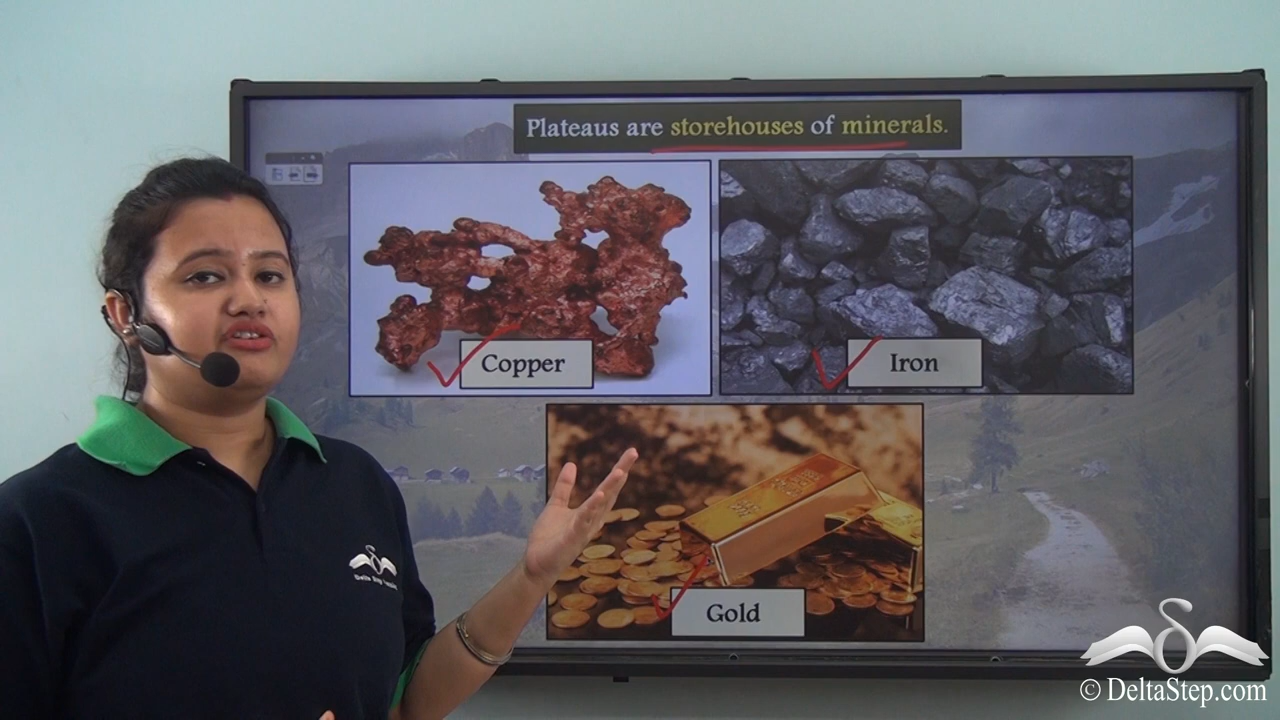 Plateaus are storehouses of minerals.
Copper
Iron
Gold
© DeltaStep.com